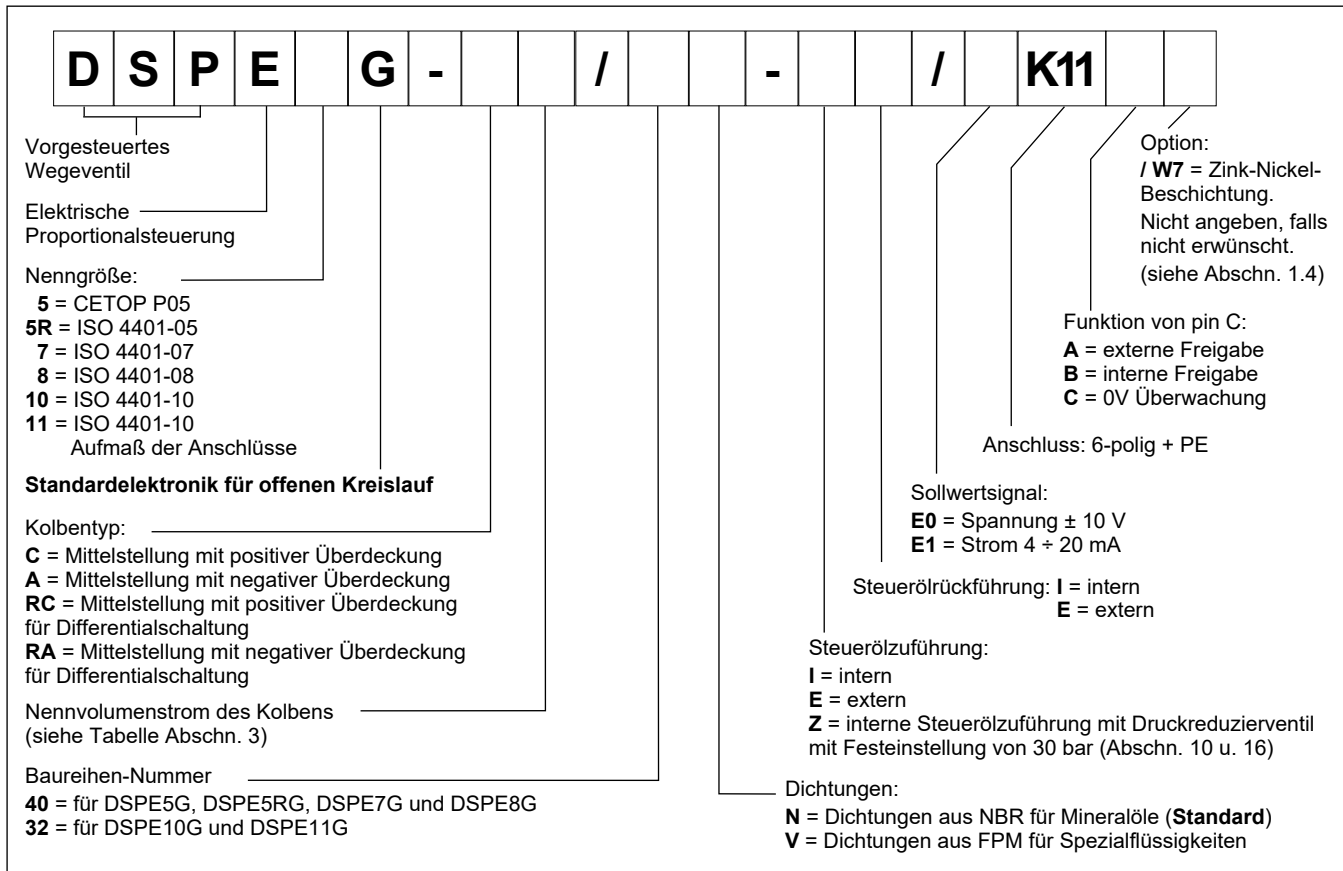 D S P E G - / - / K11
Vorgesteuertes
Wegeventil
Elektrische
Proportionalsteuerung
Nenngröße:
5 = CETOP P05
5R = ISO 4401-05
7 = ISO 4401-07
8 = ISO 4401-08
10 = ISO 4401-10
11 = ISO 4401-10
Aufmaß der Anschlüsse
Standardelektronik für offenen Kreislauf
Kolbentyp:
C = Mittelstellung mit positiver Überdeckung
A = Mittelstellung mit negativer Überdeckung
RC = Mittelstellung mit positiver Überdeckung
für Differentialschaltung
RA = Mittelstellung mit negativer Überdeckung
für Differentialschaltung
Nennvolumenstrom des Kolbens
(siehe Tabelle Abschn. 3)
Baureihen-Nummer
40 = für DSPE5G, DSPE5RG, DSPE7G und DSPE8G
32 = für DSPE10G und DSPE11G
Option:
/ W7 = Zink-Nickel-
Beschichtung.
Nicht angeben, falls
nicht erwünscht.
(siehe Abschn. 1.4)
Funktion von pin C:
A = externe Freigabe
B = interne Freigabe
C = 0V Überwachung
Anschluss: 6-polig + PE
Sollwertsignal:
E0 = Spannung ± 10 V
E1 = Strom 4 ÷ 20 mA
Steuerölrückführung: I = intern
E = extern
Steuerölzuführung:
I = intern
E = extern
Z = interne Steuerölzuführung mit Druckreduzierventil
mit Festeinstellung von 30 bar (Abschn. 10 u. 16)
Dichtungen:
N = Dichtungen aus NBR für Mineralöle (Standard)
V = Dichtungen aus FPM für Spezialflüssigkeiten